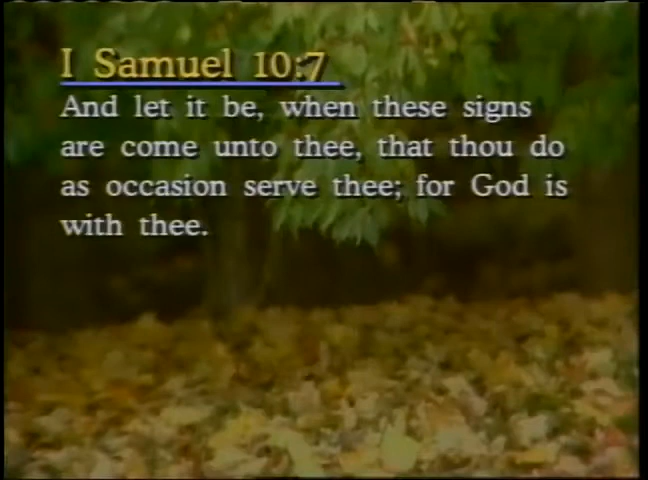 I Samuel 10:7
And let it be, when these signs
are come unto thee, that thou do
as occasion serve thee; for God is
with thee.